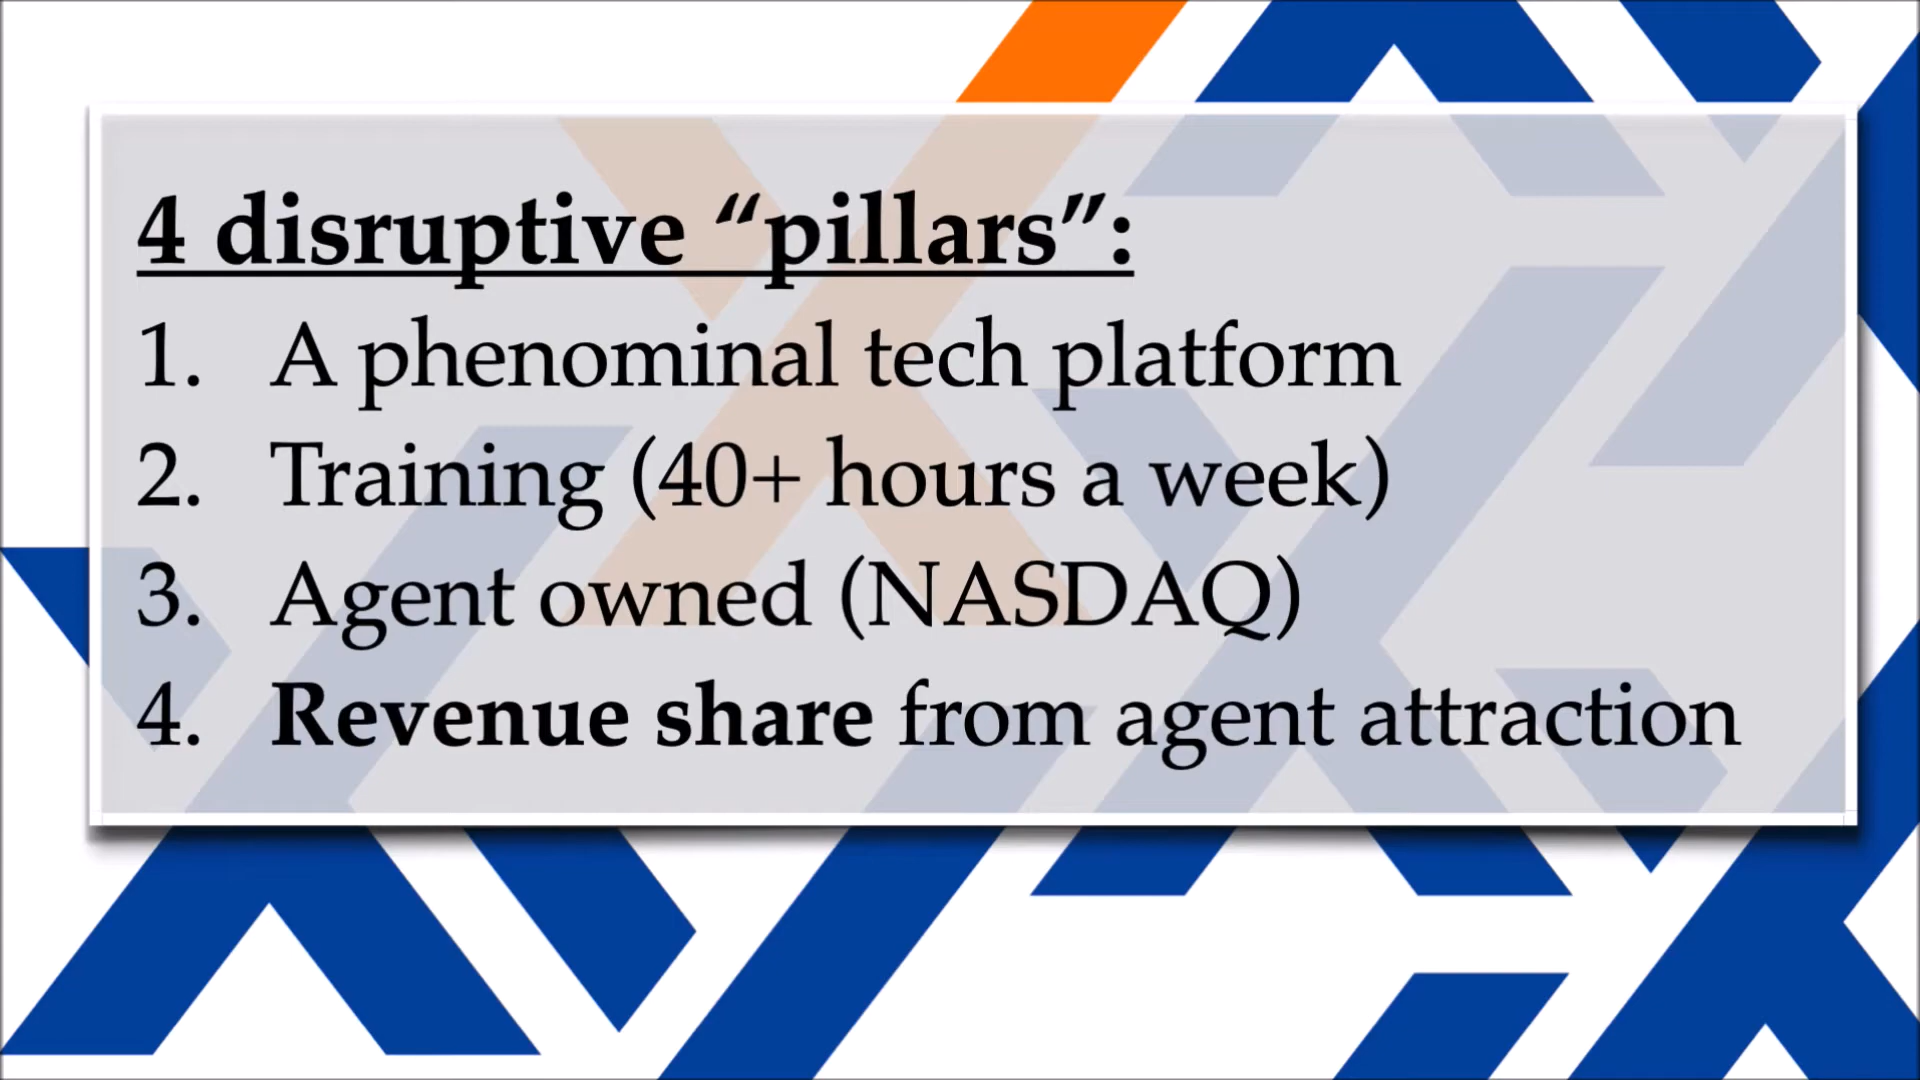 4 disruptive “pillars”:
1. A phenominal tech platform
2. Training (40+ hours a week)
3. Agent owned (NASDAQ)
4. Revenue share from agent attraction